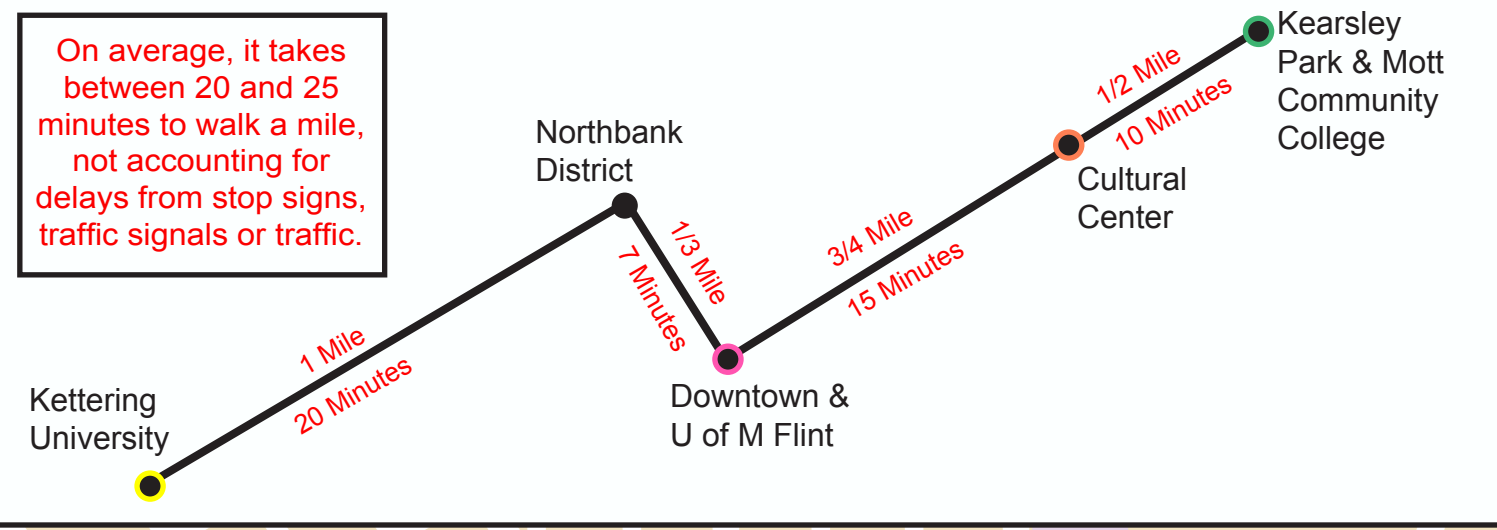 On average, it takes
between 20 and 25
minutes to walk a mile,
not accounting for
delays from stop signs,
traffic signals or traffic.
Kettering
University
1 Mile
20 Minutes
Northbank
District
1/3 Mile
7 Minutes
Downtown &
U of M Flint
3/4 Mile
15 Minutes
Cultural
Center
1/2 Mile
10 Minutes
Kearsley
Park & Mott
Community
College